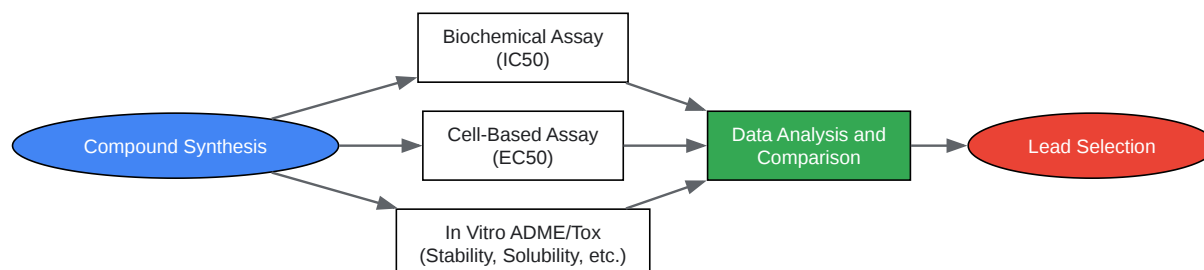 Compound Synthesis
Biochemical Assay
(IC50)
Cell-Based Assay
(EC50)
In Vitro ADME/Tox
(Stability, Solubility, etc.)
Data Analysis and
Comparison
Lead Selection